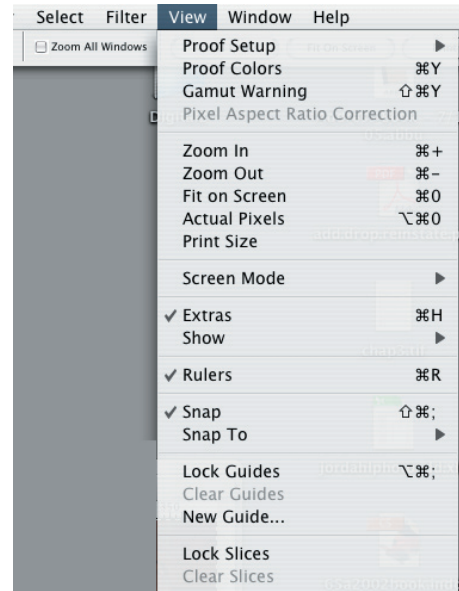 Select Filter View Window Help
Zoom All Windows
Proof Setup ▶
Proof Colors ⌘Y
Gamut Warning ⇧⌘Y
Pixel Aspect Ratio Correction
Zoom In ⌘+
Zoom Out ⌘-
Fit on Screen ⌘0
Actual Pixels ⌥⌘0
Print Size
Screen Mode ▶
✓ Extras ⌘H
Show ▶
✓ Rulers ⌘R
✓ Snap ⇧⌘;
Snap To ▶
Lock Guides ⌥⌘;
Clear Guides
New Guide...
Lock Slices
Clear Slices